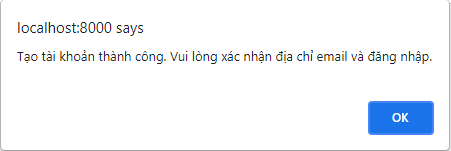 localhost:8000 says
Tạo tài khoản thành công. Vui lòng xác nhận địa chỉ email và đăng nhập.
OK